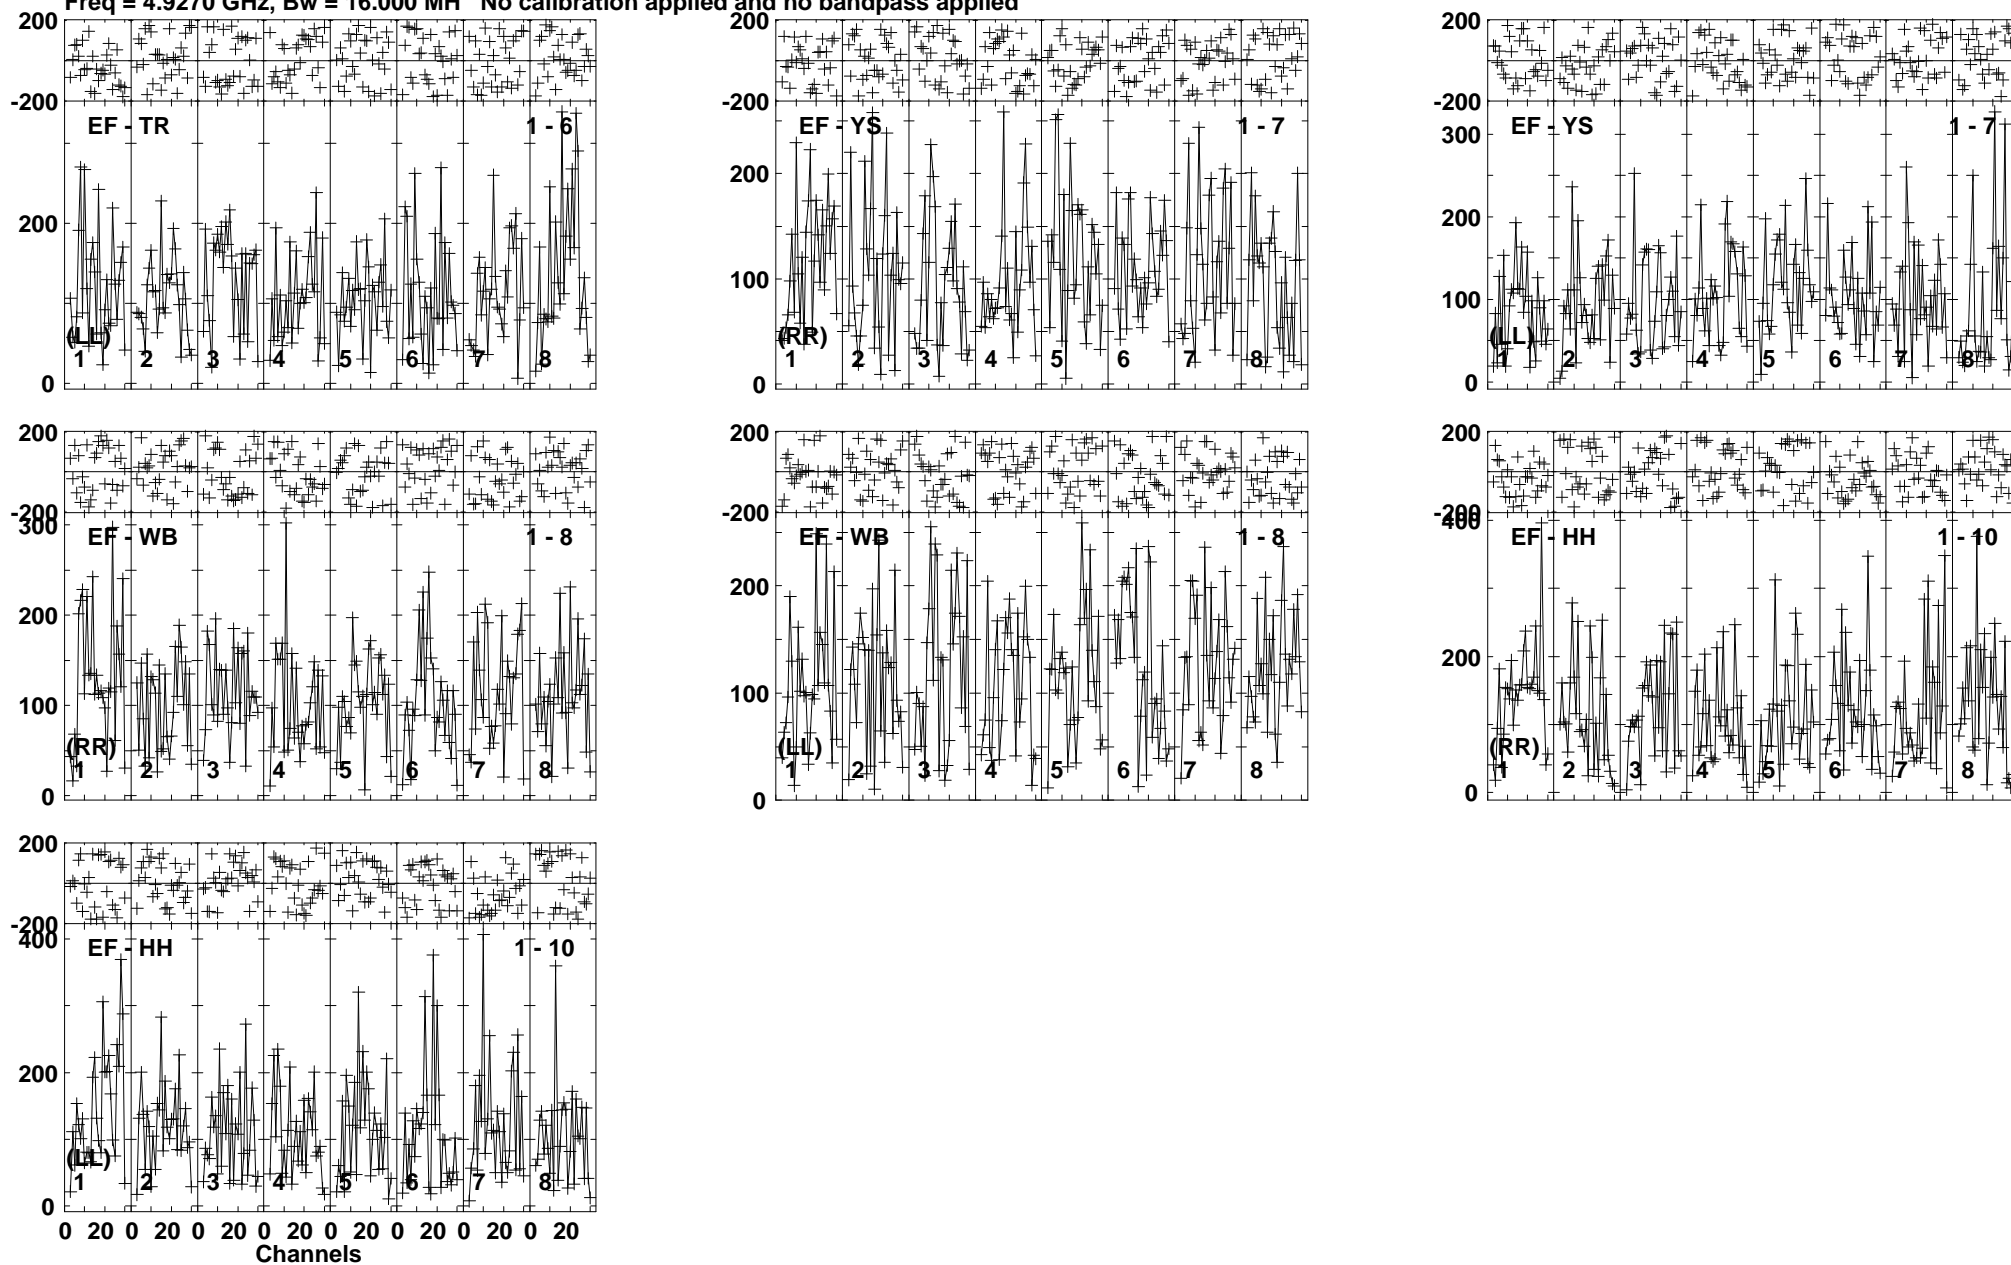 Freq = 4.9270 GHz, Bw = 16.000 MH No calibration applied and no bandpass applied
200
-200
EF - TR
1 - 6
200
(LL)
0
1 2 3 4 5 6 7 8
200
-200
EF - YS
1 - 7
200
100
(RR)
0
1 2 3 4 5 6 7 8
200
-200
EF - YS
1 - 7
300
200
100
(LL)
0
1 2 3 4 5 6 7 8
200
-200
300
EF - WB
1 - 8
200
100
(RR)
0
1 2 3 4 5 6 7 8
200
-200
EF - WB
1 - 8
200
100
(LL)
0
1 2 3 4 5 6 7 8
200
-200
400
EF - HH
1 - 10
200
(RR)
0
1 2 3 4 5 6 7 8
200
-200
400
EF - HH
1 - 10
200
(LL)
0
1 2 3 4 5 6 7 8
0 20 0 20 0 20 0 20 0 20 0 20 0 20 0 20
Channels